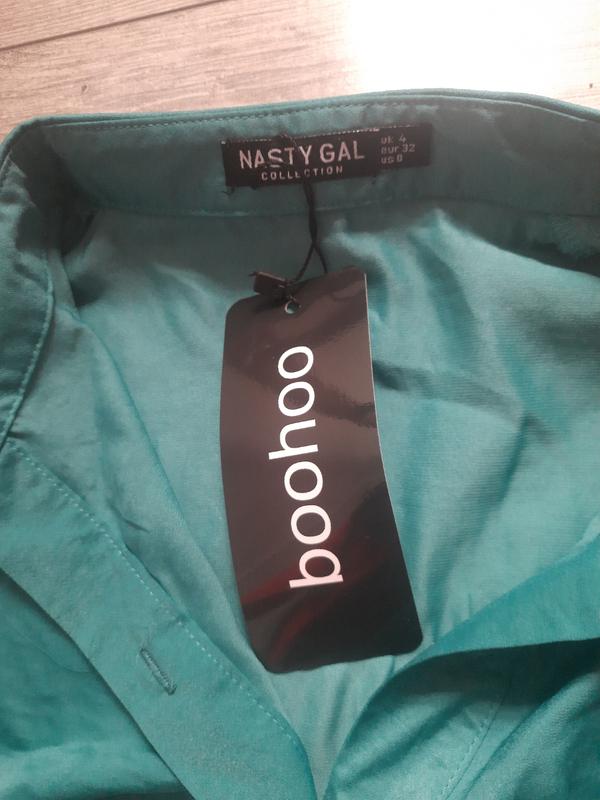 NASTY GAL
COLLECTION
uk 4
eur 32
us 0
boohoo